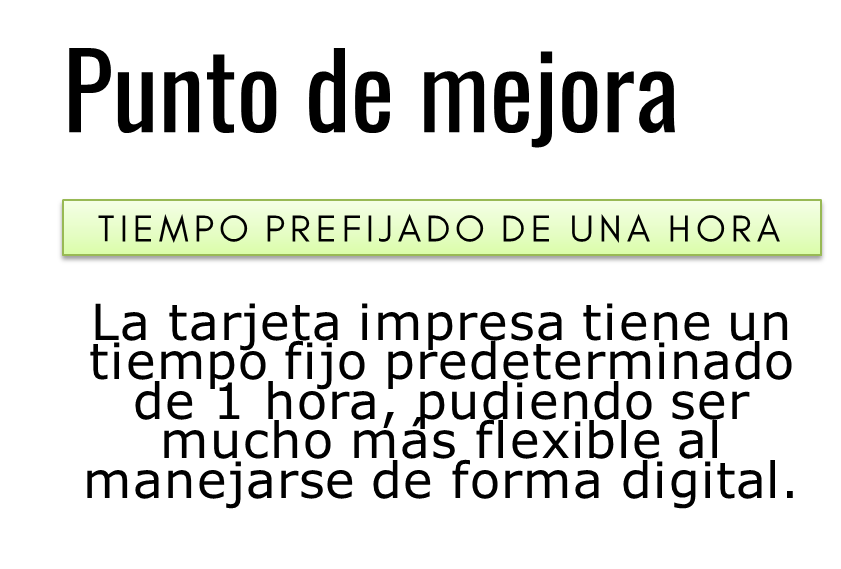 Punto de mejora
TIEMPO PREFIJADO DE UNA HORA
La tarjeta impresa tiene un
tiempo fijo predeterminado
de 1 hora, pudiendo ser
mucho más flexible al
manejarse de forma digital.